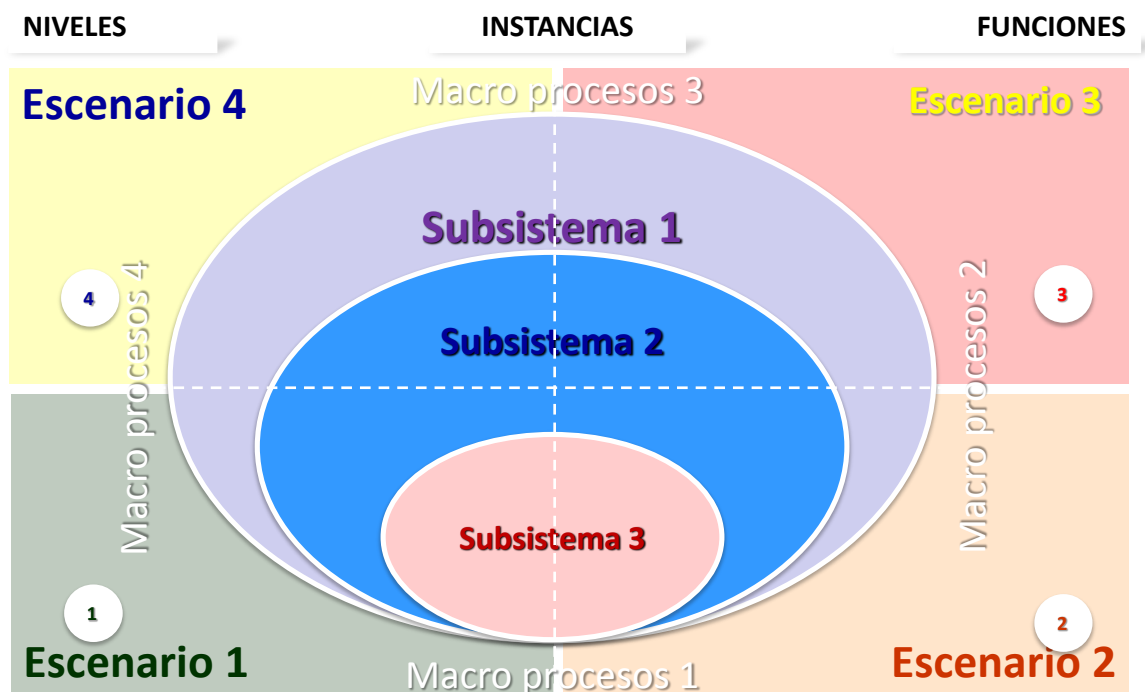 NIVELES
INSTANCIAS
FUNCIONES
Escenario 4
Macro procesos 3
Escenario 3
Subsistema 1
Macro procesos 4
4
Macro procesos 2
3
Subsistema 2
Subsistema 3
1
2
Escenario 1
Macro procesos 1
Escenario 2